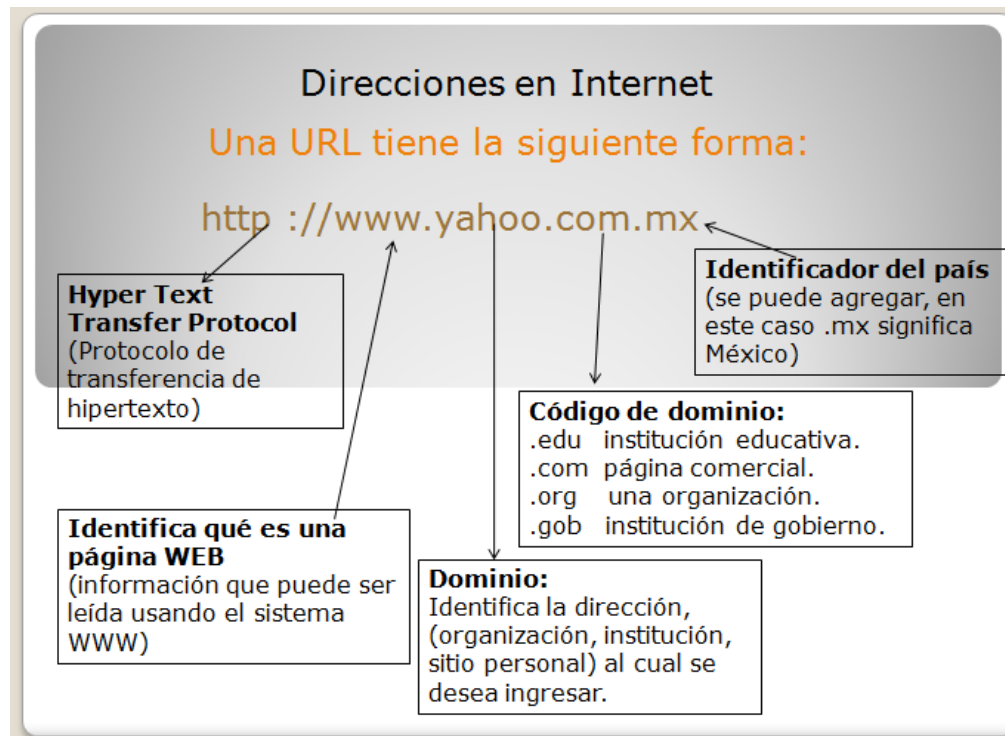 Direcciones en Internet
Una URL tiene la siguiente forma:
http ://www.yahoo.com.mx
Hyper Text
Transfer Protocol
(Protocolo de
transferencia de
hipertexto)
Identificador del país
(se puede agregar, en
este caso .mx significa
México)
Código de dominio:
.edu institución educativa.
.com página comercial.
.org una organización.
.gob institución de gobierno.
Identifica qué es una
página WEB
(información que puede ser
leída usando el sistema
WWW)
Dominio:
Identifica la dirección,
(organización, institución,
sitio personal) al cual se
desea ingresar.